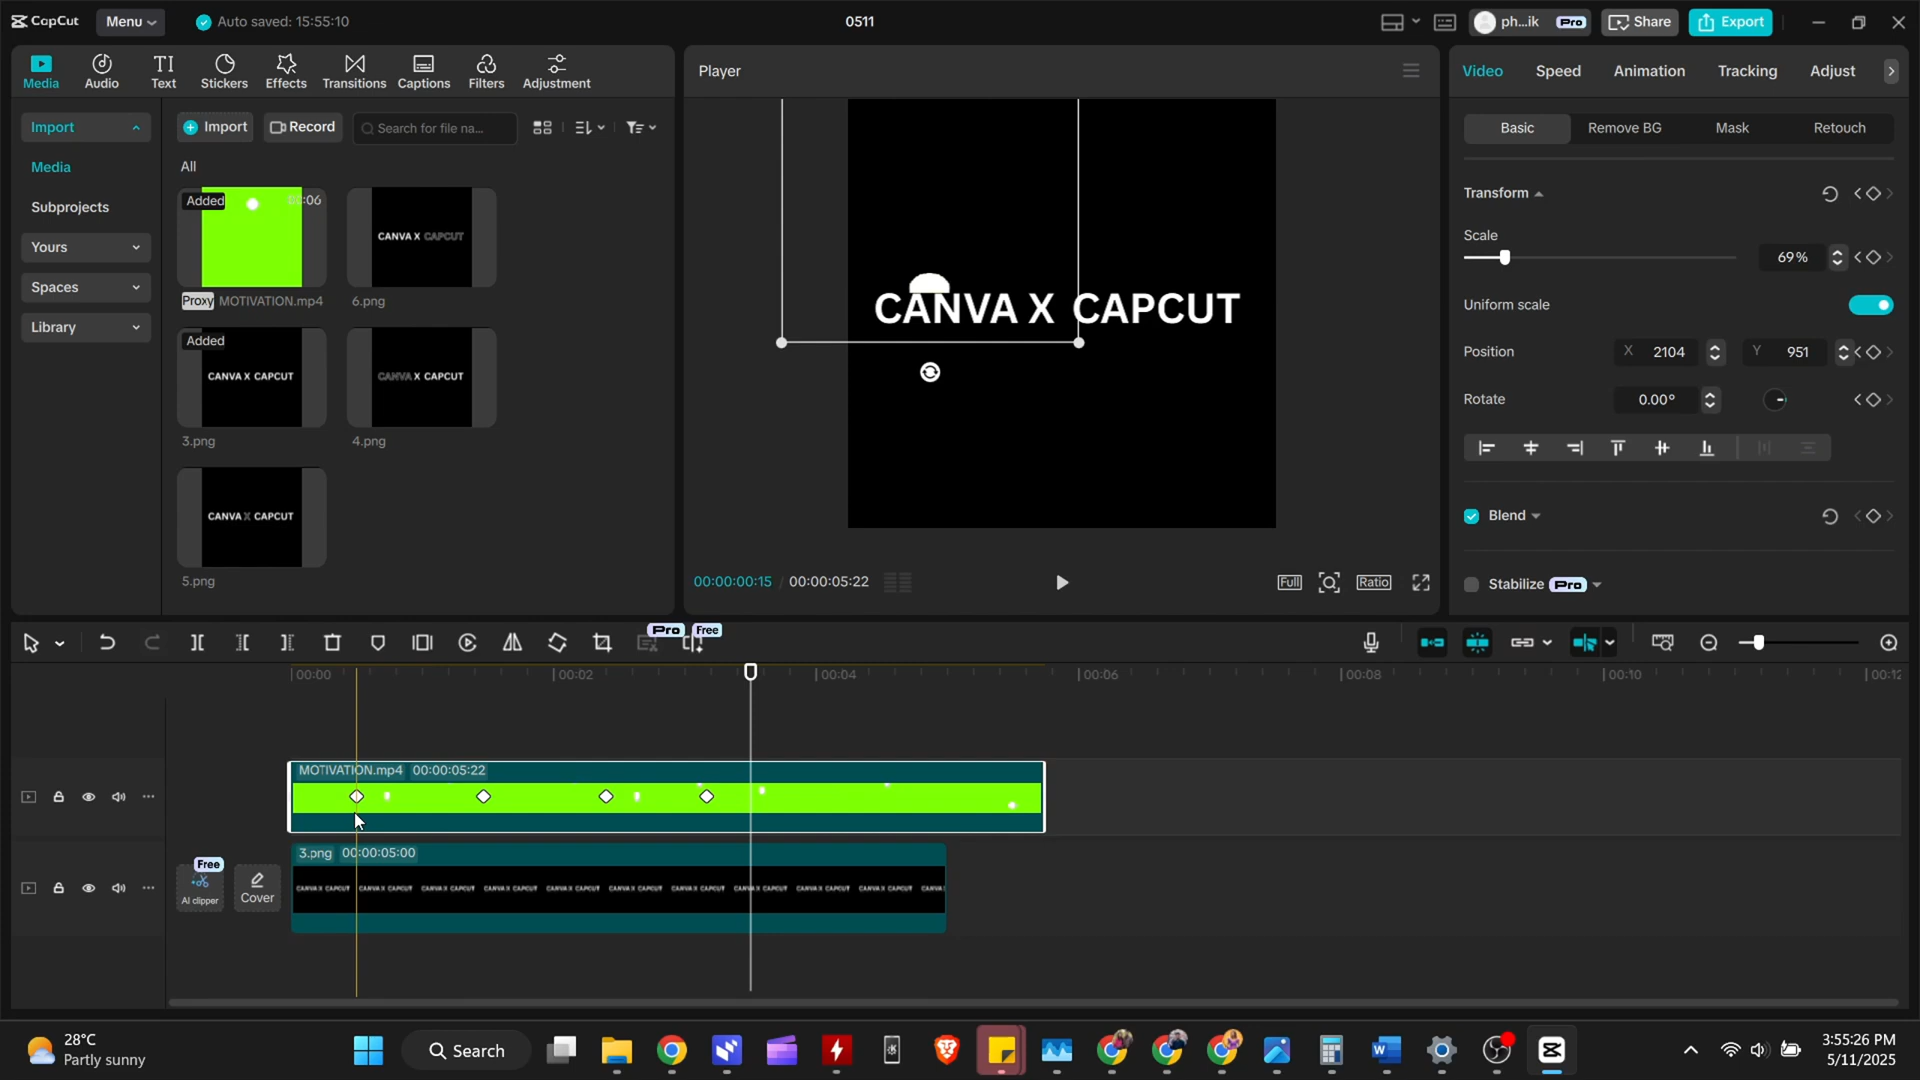 CapCut Menu Auto saved: 15:55:10 0511 ph...ik Pro Share Export
Media Audio Text Stickers Effects Transitions Captions Filters Adjustment
Player
Video Speed Animation Tracking Adjust
Import
Media
Subprojects
Yours
Spaces
Library
Import Record Search for file na...
All
Added
Proxy MOTIVATION.mp4
CANVA X CAPCUT
6.png
Added
CANVA X CAPCUT
3.png
CANVA X CAPCUT
4.png
CANVA X CAPCUT
5.png
CANVA X CAPCUT
00:00:00:15 / 00:00:05:22
Full Ratio
Basic Remove BG Mask Retouch
Transform
Scale
69%
Uniform scale
Position X 2104 Y 951
Rotate 0.00°
Blend
Stabilize Pro
Pro Free
00:00 00:02 00:04 00:06 00:08 00:10 00:12
MOTIVATION.mp4 00:00:05:22
3.png 00:00:05:00
Free
AI clipper
Cover
CANVA X CAPCUT CANVA X CAPCUT CANVA X CAPCUT CANVA X CAPCUT CANVA X CAPCUT CANVA X CAPCUT CANVA X CAPCUT CANVA X CAPCUT CANVA X CAPCUT CANVA X CAPCUT
28°C
Partly sunny
Search
3:55:26 PM
5/11/2025